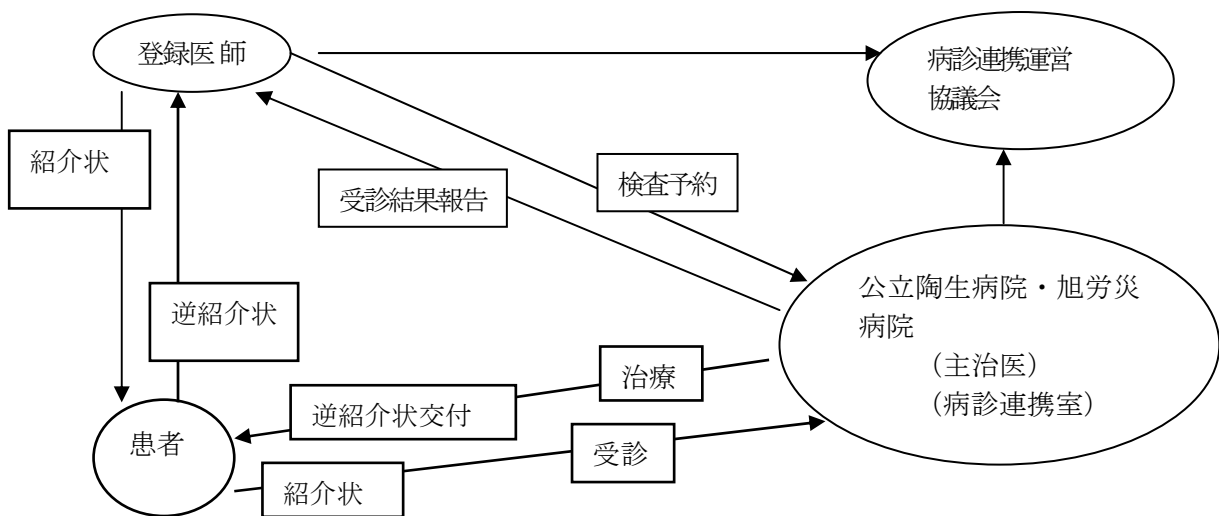 登録医師
病診連携運営
協議会
紹介状
受診結果報告
検査予約
逆紹介状
公立陶生病院・旭労災
病院
（主治医）
（病診連携室）
治療
逆紹介状交付
患者
受診
紹介状